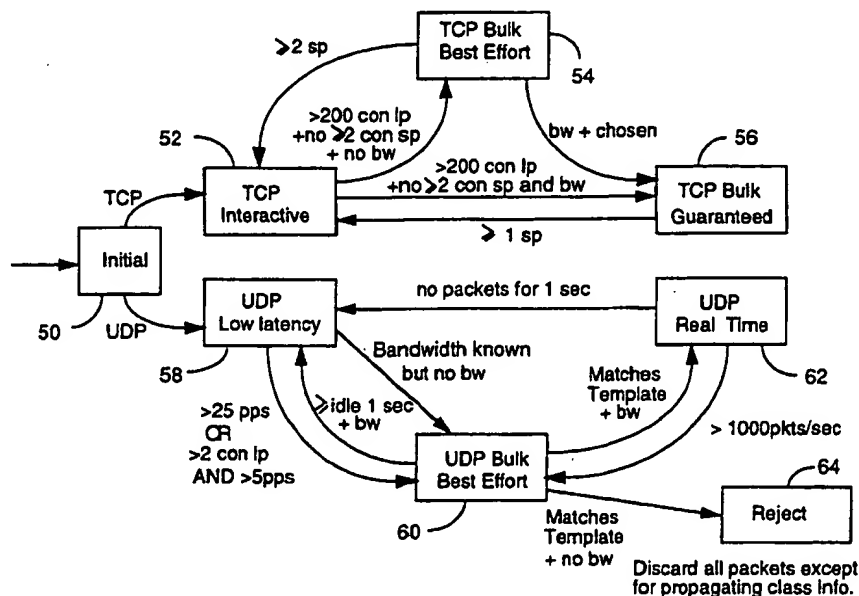 TCP Bulk
Best Effort
54
⩾2 sp
>200 con lp
+no ⩾2 con sp
+ no bw
52
bw + chosen
56
>200 con lp
+no ⩾2 con sp and bw
TCP
TCP
Interactive
TCP Bulk
Guaranteed
⩾ 1 sp
Initial
50
UDP
UDP
Low latency
58
no packets for 1 sec
UDP
Real Time
62
Bandwidth known
but no bw
⩾idle 1 sec
+ bw
Matches
Template
+ bw
>25 pps
OR
>2 con lp
AND >5pps
> 1000pkts/sec
UDP Bulk
Best Effort
60
64
Reject
Matches
Template
+ no bw
Discard all packets except
for propagating class info.